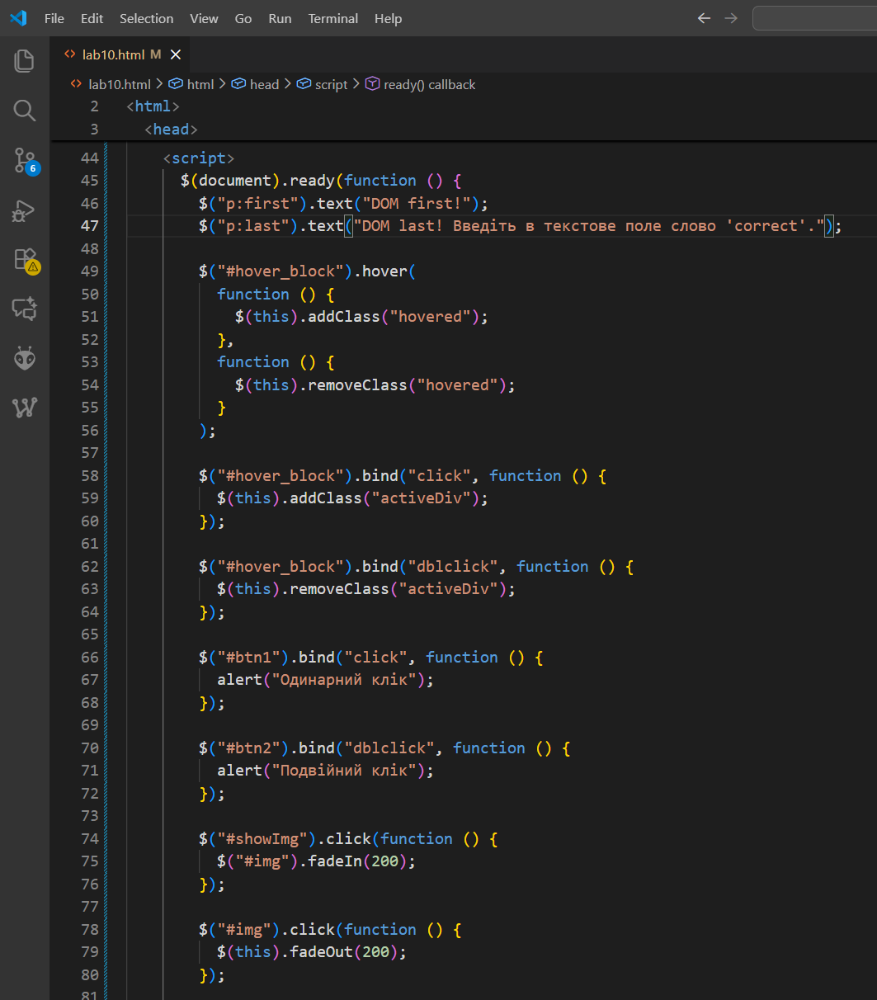 File Edit Selection View Go Run Terminal Help
lab10.html M
lab10.html > html > head > script > ready() callback
2 <html>
3 <head>
44 <script>
45 $(document).ready(function () {
46 $("p:first").text("DOM first!");
47 $("p:last").text("DOM last! Введіть в текстове поле слово 'correct'.");
48
49 $("#hover_block").hover(
50 function () {
51 $(this).addClass("hovered");
52 },
53 function () {
54 $(this).removeClass("hovered");
55 }
56 );
57
58 $("#hover_block").bind("click", function () {
59 $(this).addClass("activeDiv");
60 });
61
62 $("#hover_block").bind("dblclick", function () {
63 $(this).removeClass("activeDiv");
64 });
65
66 $("#btn1").bind("click", function () {
67 alert("Одинарний клік");
68 });
69
70 $("#btn2").bind("dblclick", function () {
71 alert("Подвійний клік");
72 });
73
74 $("#showImg").click(function () {
75 $("#img").fadeIn(200);
76 });
77
78 $("#img").click(function () {
79 $(this).fadeOut(200);
80 });
81
6